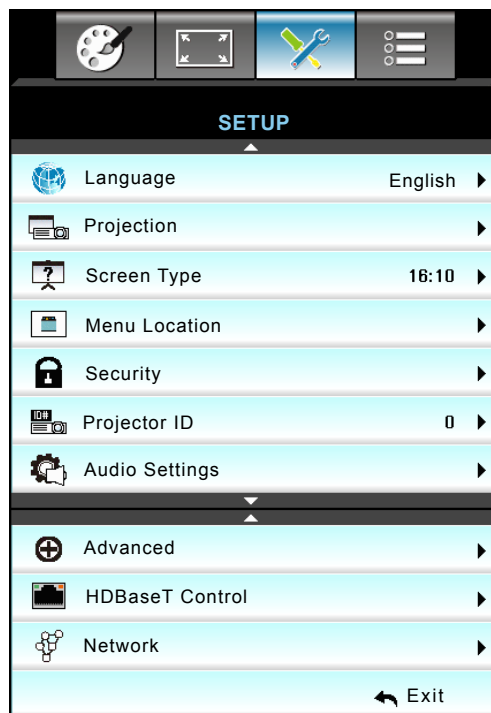 SETUP
Language English
Projection
? Screen Type 16:10
Menu Location
Security
ID# Projector ID 0
Audio Settings
Advanced
HDBaseT Control
Network
Exit